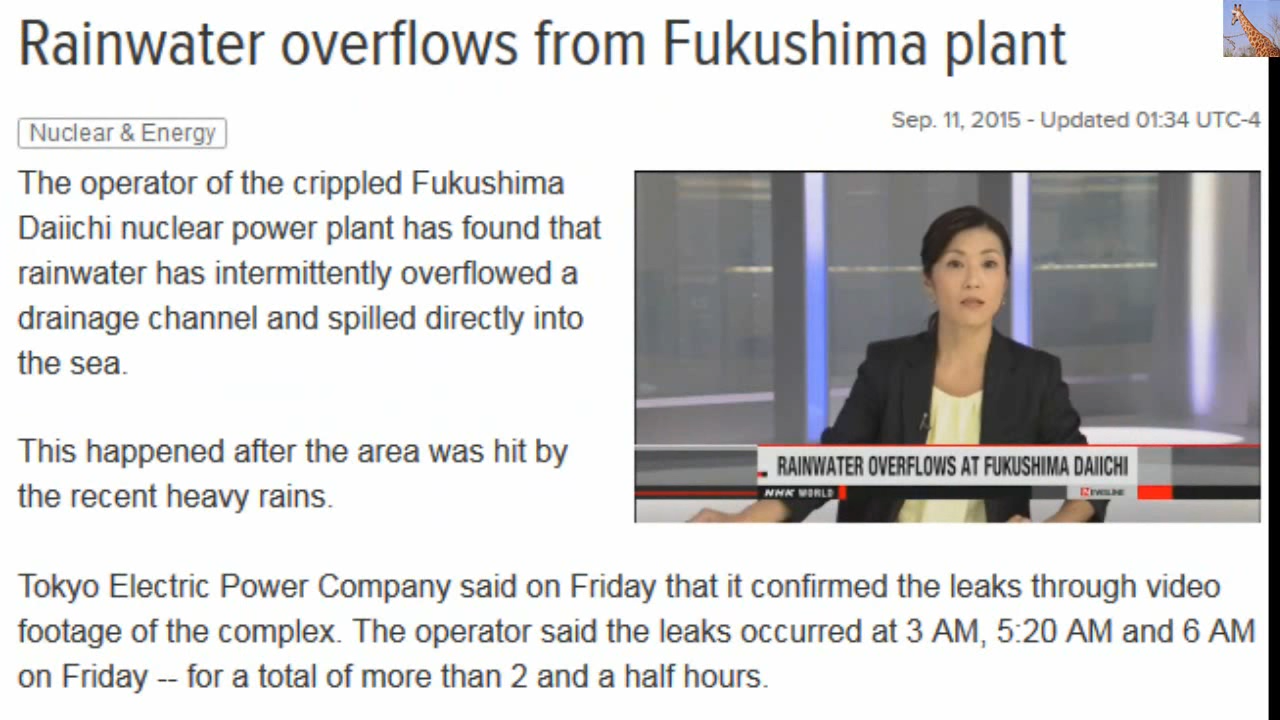 Rainwater overflows from Fukushima plant
Nuclear & Energy
Sep. 11, 2015 - Updated 01:34 UTC-4
The operator of the crippled Fukushima
Daiichi nuclear power plant has found that
rainwater has intermittently overflowed a
drainage channel and spilled directly into
the sea.
This happened after the area was hit by
the recent heavy rains.
RAINWATER OVERFLOWS AT FUKUSHIMA DAIICHI
NHK WORLD
NEWSLINE
Tokyo Electric Power Company said on Friday that it confirmed the leaks through video
footage of the complex. The operator said the leaks occurred at 3 AM, 5:20 AM and 6 AM
on Friday -- for a total of more than 2 and a half hours.